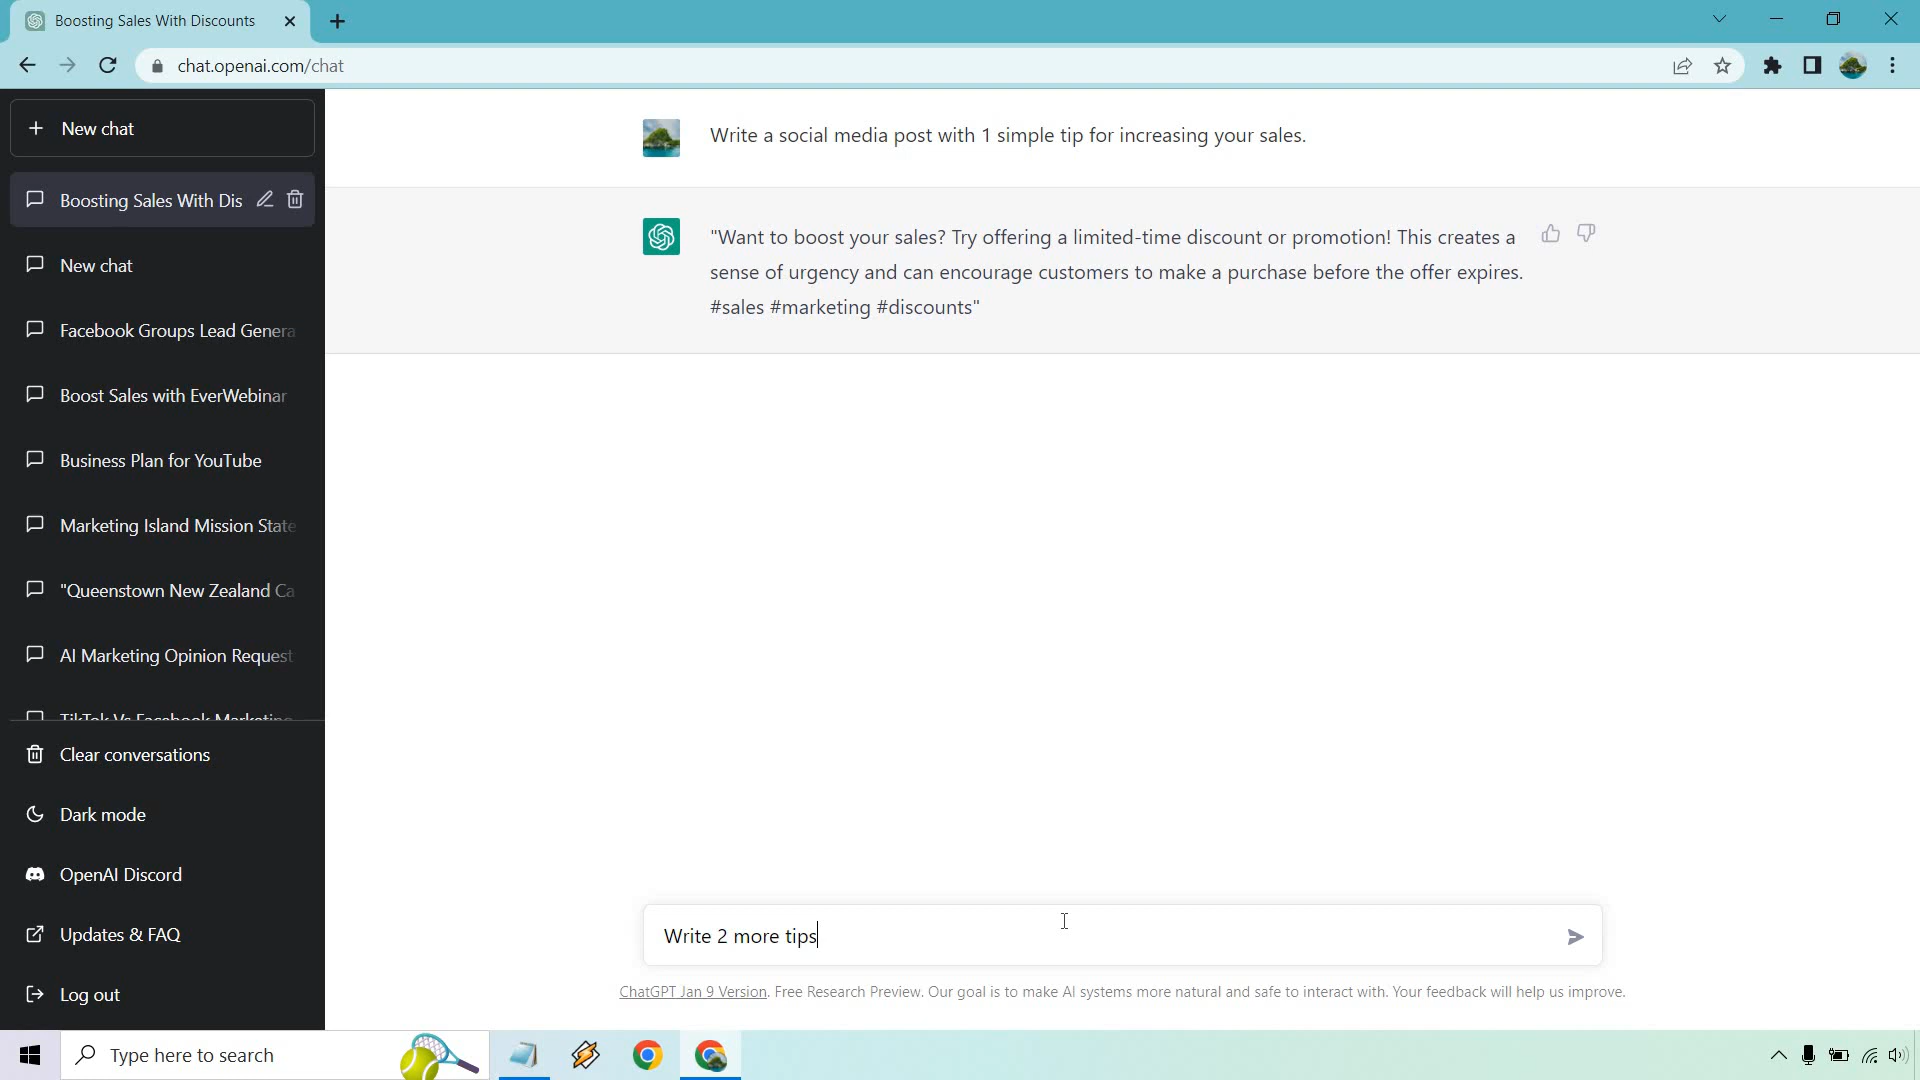 Boosting Sales With Discounts
chat.openai.com/chat
New chat
Boosting Sales With Dis
New chat
Facebook Groups Lead Genera
Boost Sales with EverWebinar
Business Plan for YouTube
Marketing Island Mission State
"Queenstown New Zealand Ca
AI Marketing Opinion Request
TikTok Vs Facebook Marketing
Clear conversations
Dark mode
OpenAI Discord
Updates & FAQ
Log out
Write a social media post with 1 simple tip for increasing your sales.
"Want to boost your sales? Try offering a limited-time discount or promotion! This creates a
sense of urgency and can encourage customers to make a purchase before the offer expires.
#sales #marketing #discounts"
Write 2 more tips
ChatGPT Jan 9 Version. Free Research Preview. Our goal is to make AI systems more natural and safe to interact with. Your feedback will help us improve.
Type here to search